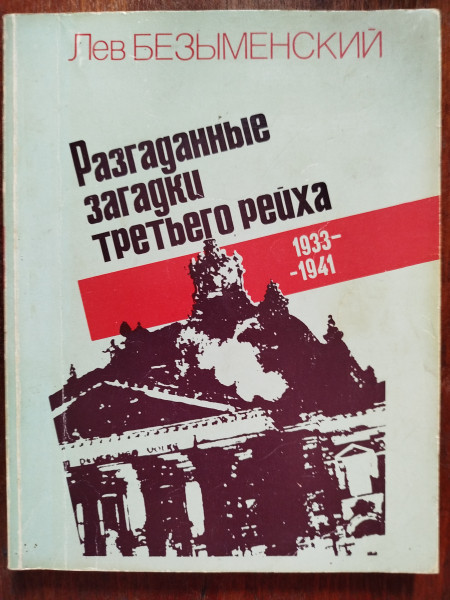 Лев БЕЗЫМЕНСКИЙ
Разгаданные
загадки
третьего рейха
1933–
–1941